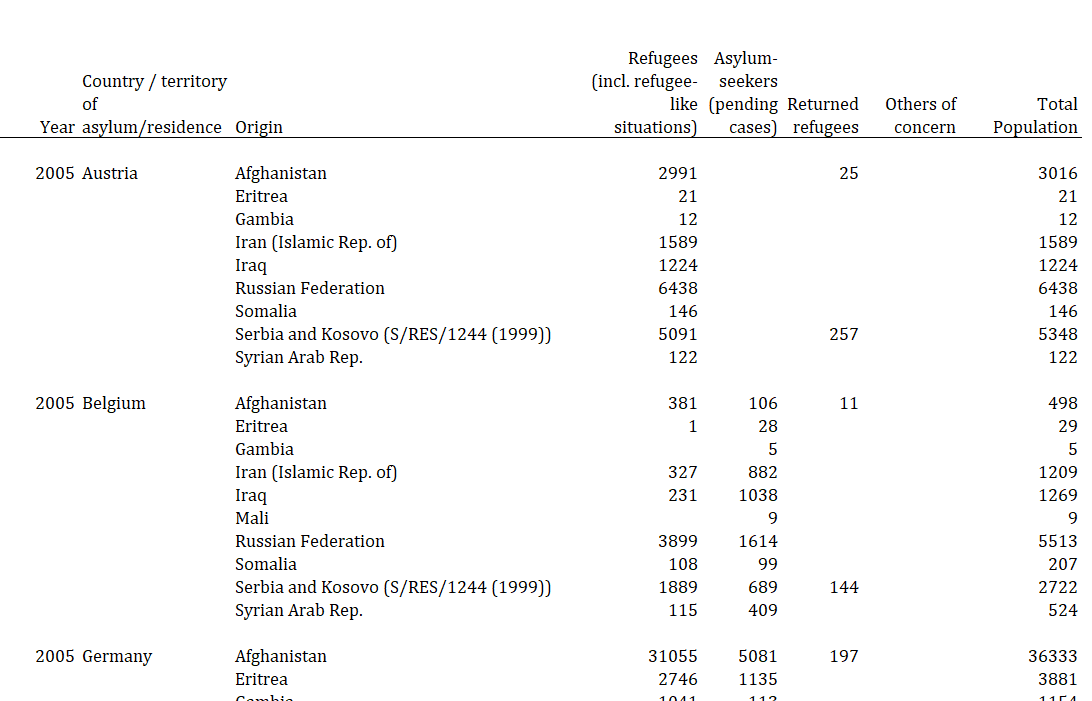 Refugees Asylum-
Country / territory (incl. refugee- seekers
of like (pending Returned Others of Total
Year asylum/residence Origin situations) cases) refugees concern Population
2005 Austria Afghanistan 2991 25 3016
Eritrea 21 21
Gambia 12 12
Iran (Islamic Rep. of) 1589 1589
Iraq 1224 1224
Russian Federation 6438 6438
Somalia 146 146
Serbia and Kosovo (S/RES/1244 (1999)) 5091 257 5348
Syrian Arab Rep. 122 122
2005 Belgium Afghanistan 381 106 11 498
Eritrea 1 28 29
Gambia 5 5
Iran (Islamic Rep. of) 327 882 1209
Iraq 231 1038 1269
Mali 9 9
Russian Federation 3899 1614 5513
Somalia 108 99 207
Serbia and Kosovo (S/RES/1244 (1999)) 1889 689 144 2722
Syrian Arab Rep. 115 409 524
2005 Germany Afghanistan 31055 5081 197 36333
Eritrea 2746 1135 3881
Gambia 1041 113 1154